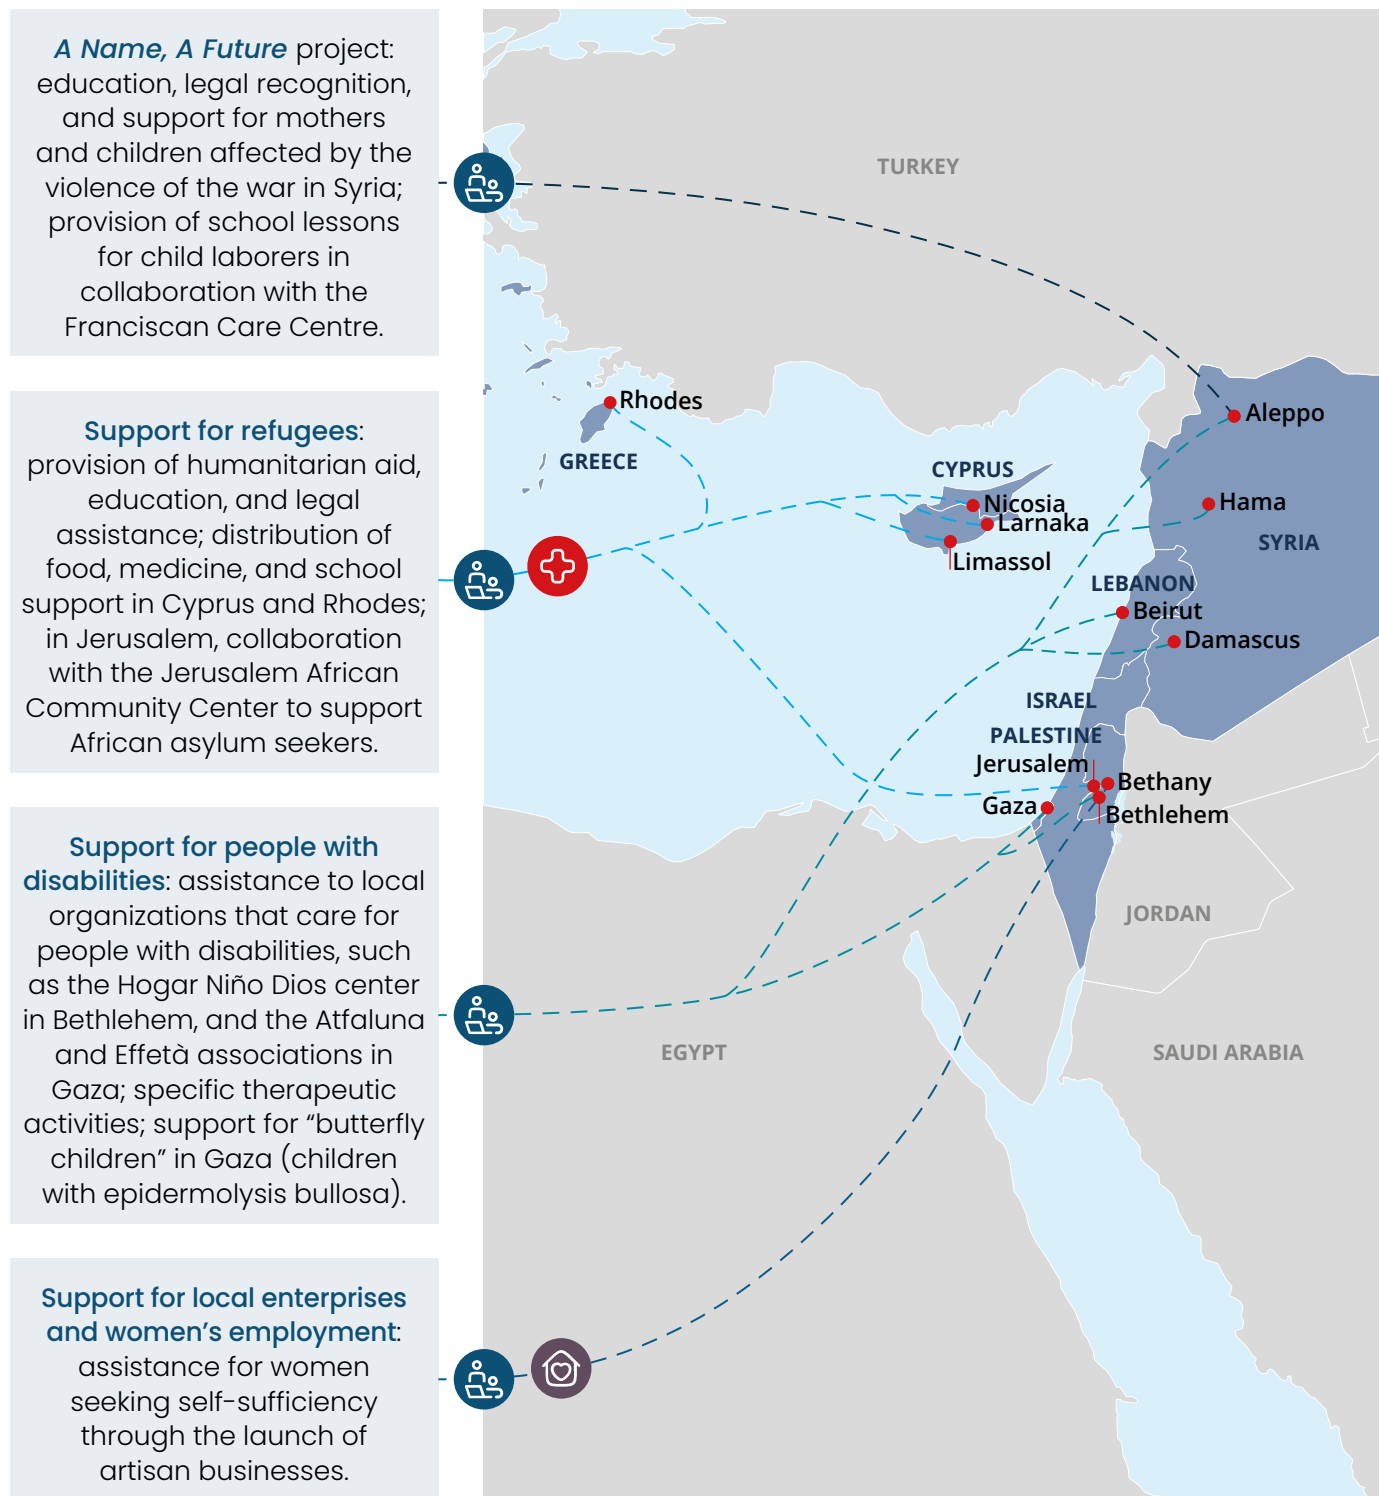 A Name, A Future project:
education, legal recognition,
and support for mothers
and children affected by the
violence of the war in Syria;
provision of school lessons
for child laborers in
collaboration with the
Franciscan Care Centre.
Support for refugees:
provision of humanitarian aid,
education, and legal
assistance; distribution of
food, medicine, and school
support in Cyprus and Rhodes;
in Jerusalem, collaboration
with the Jerusalem African
Community Center to support
African asylum seekers.
Support for people with
disabilities: assistance to local
organizations that care for
people with disabilities, such
as the Hogar Niño Dios center
in Bethlehem, and the Atfaluna
and Effetà associations in
Gaza; specific therapeutic
activities; support for “butterfly
children” in Gaza (children
with epidermolysis bullosa).
Support for local enterprises
and women’s employment:
assistance for women
seeking self-sufficiency
through the launch of
artisan businesses.
TURKEY
Rhodes
Aleppo
GREECE
CYPRUS
Nicosia
Hama
Larnaka
SYRIA
Limassol
LEBANON
Beirut
Damascus
ISRAEL
PALESTINE
Jerusalem
Bethany
Gaza
Bethlehem
JORDAN
EGYPT
SAUDI ARABIA